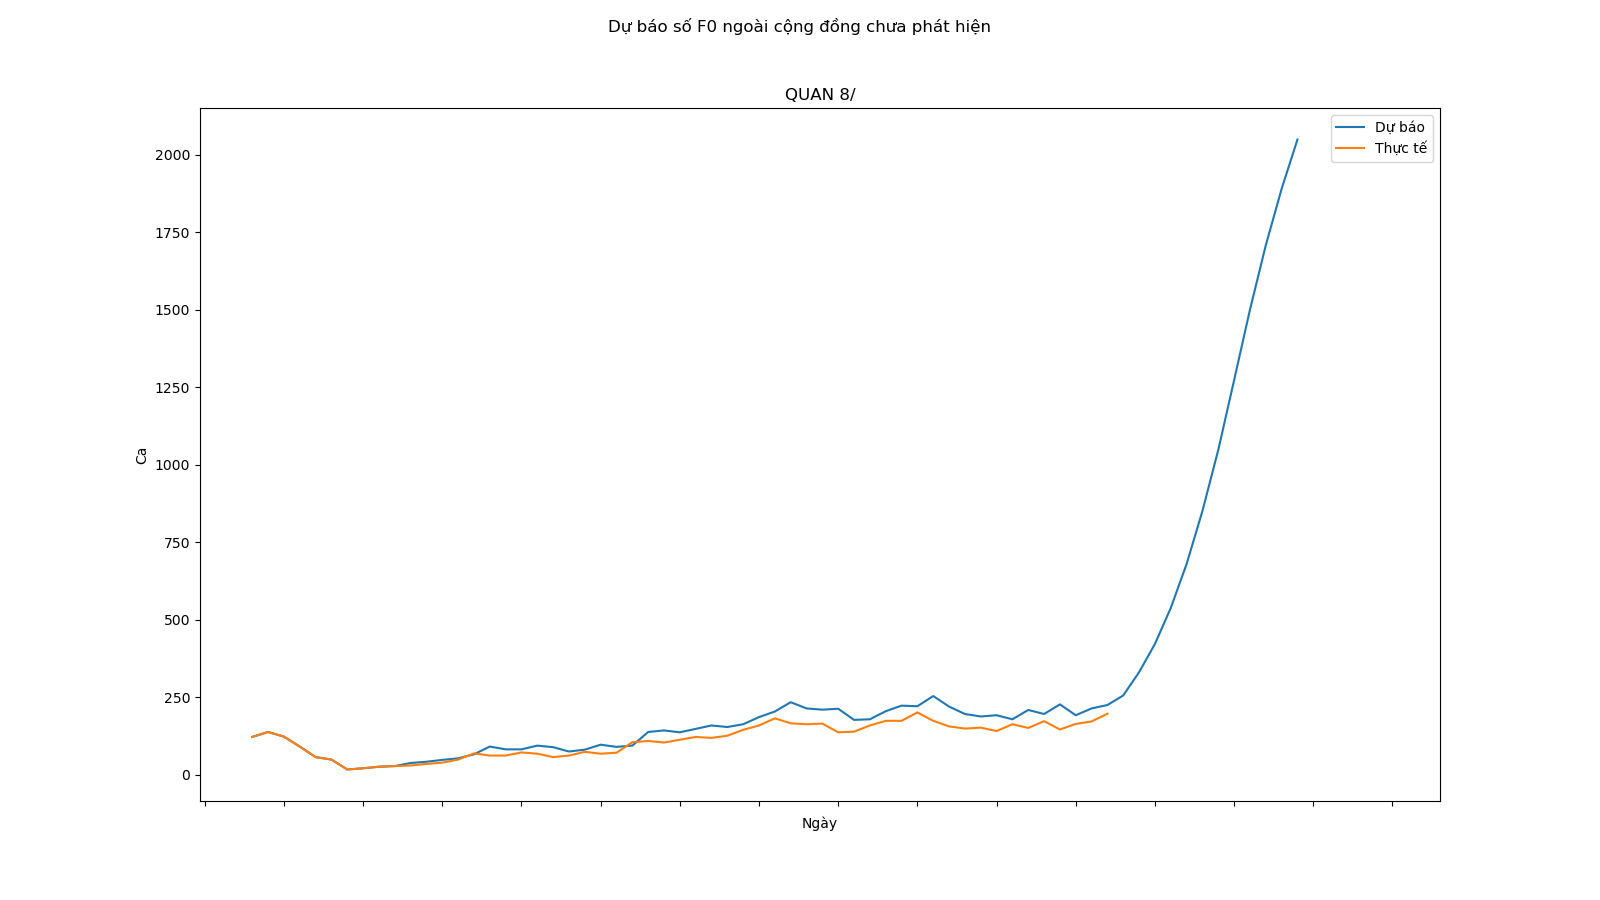 Dự báo số F0 ngoài cộng đồng chưa phát hiện
QUAN 8/
Dự báo
Thực tế
2000
1750
1500
1250
1000
750
500
250
0
Ca
Ngày